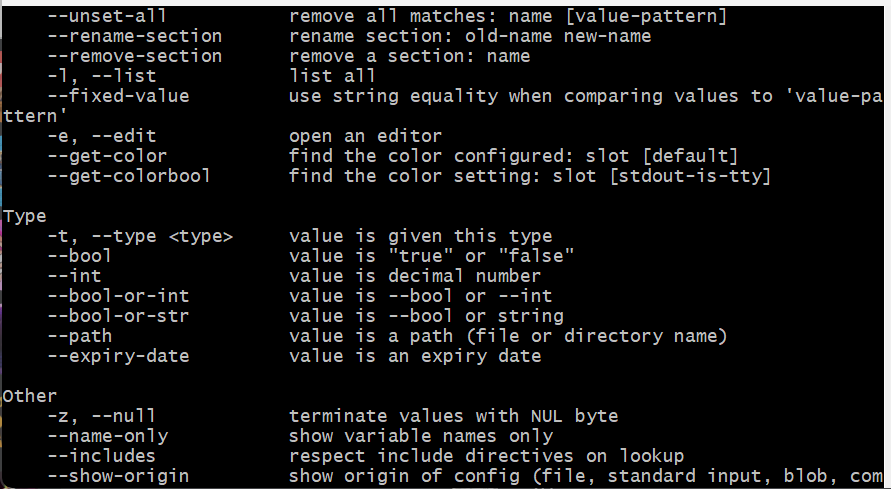 --unset-all remove all matches: name [value-pattern]
--rename-section rename section: old-name new-name
--remove-section remove a section: name
-l, --list list all
--fixed-value use string equality when comparing values to 'value-pa
ttern'
-e, --edit open an editor
--get-color find the color configured: slot [default]
--get-colorbool find the color setting: slot [stdout-is-tty]
Type
-t, --type <type> value is given this type
--bool value is "true" or "false"
--int value is decimal number
--bool-or-int value is --bool or --int
--bool-or-str value is --bool or string
--path value is a path (file or directory name)
--expiry-date value is an expiry date
Other
-z, --null terminate values with NUL byte
--name-only show variable names only
--includes respect include directives on lookup
--show-origin show origin of config (file, standard input, blob, com